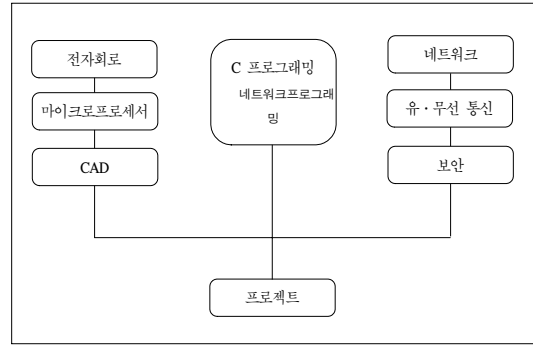 전자회로
마이크로프로세서
CAD
C 프로그래밍
네트워크프로그래
밍
네트워크
유·무선 통신
보안
프로젝트